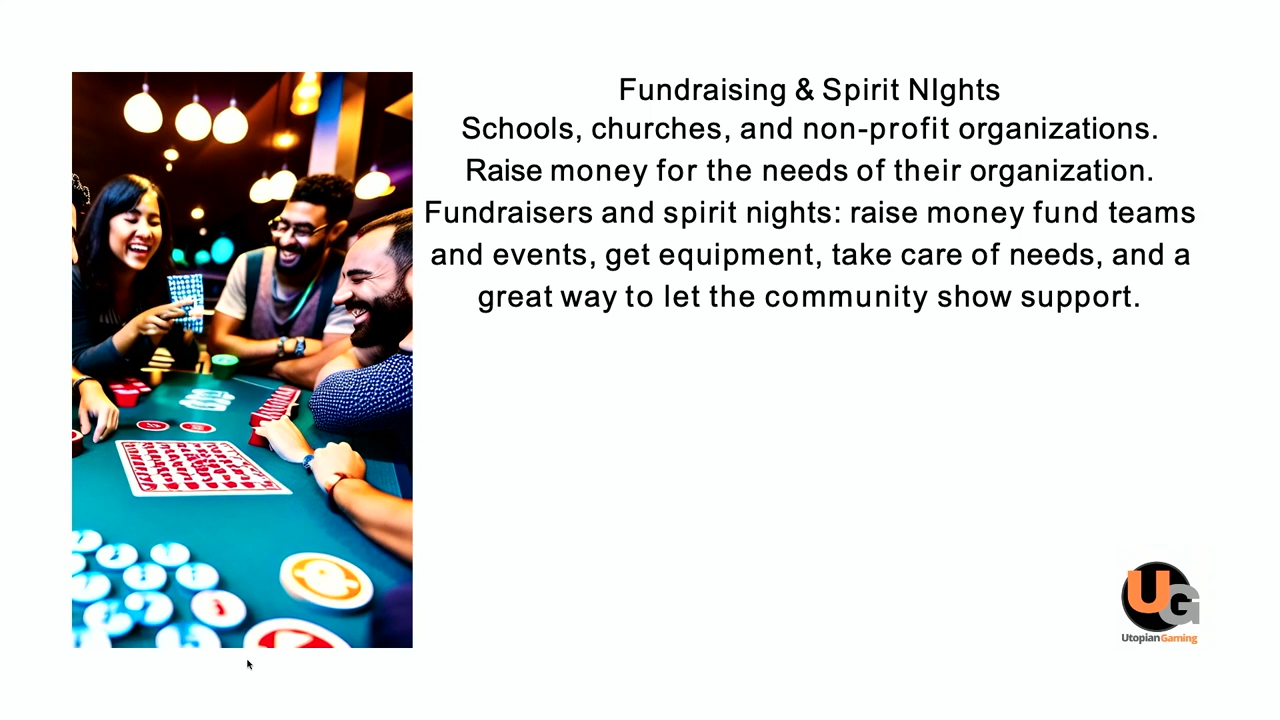 Fundraising & Spirit NIghts
Schools, churches, and non-profit organizations.
Raise money for the needs of their organization.
Fundraisers and spirit nights: raise money fund teams
and events, get equipment, take care of needs, and a
great way to let the community show support.
UG
UtopianGaming